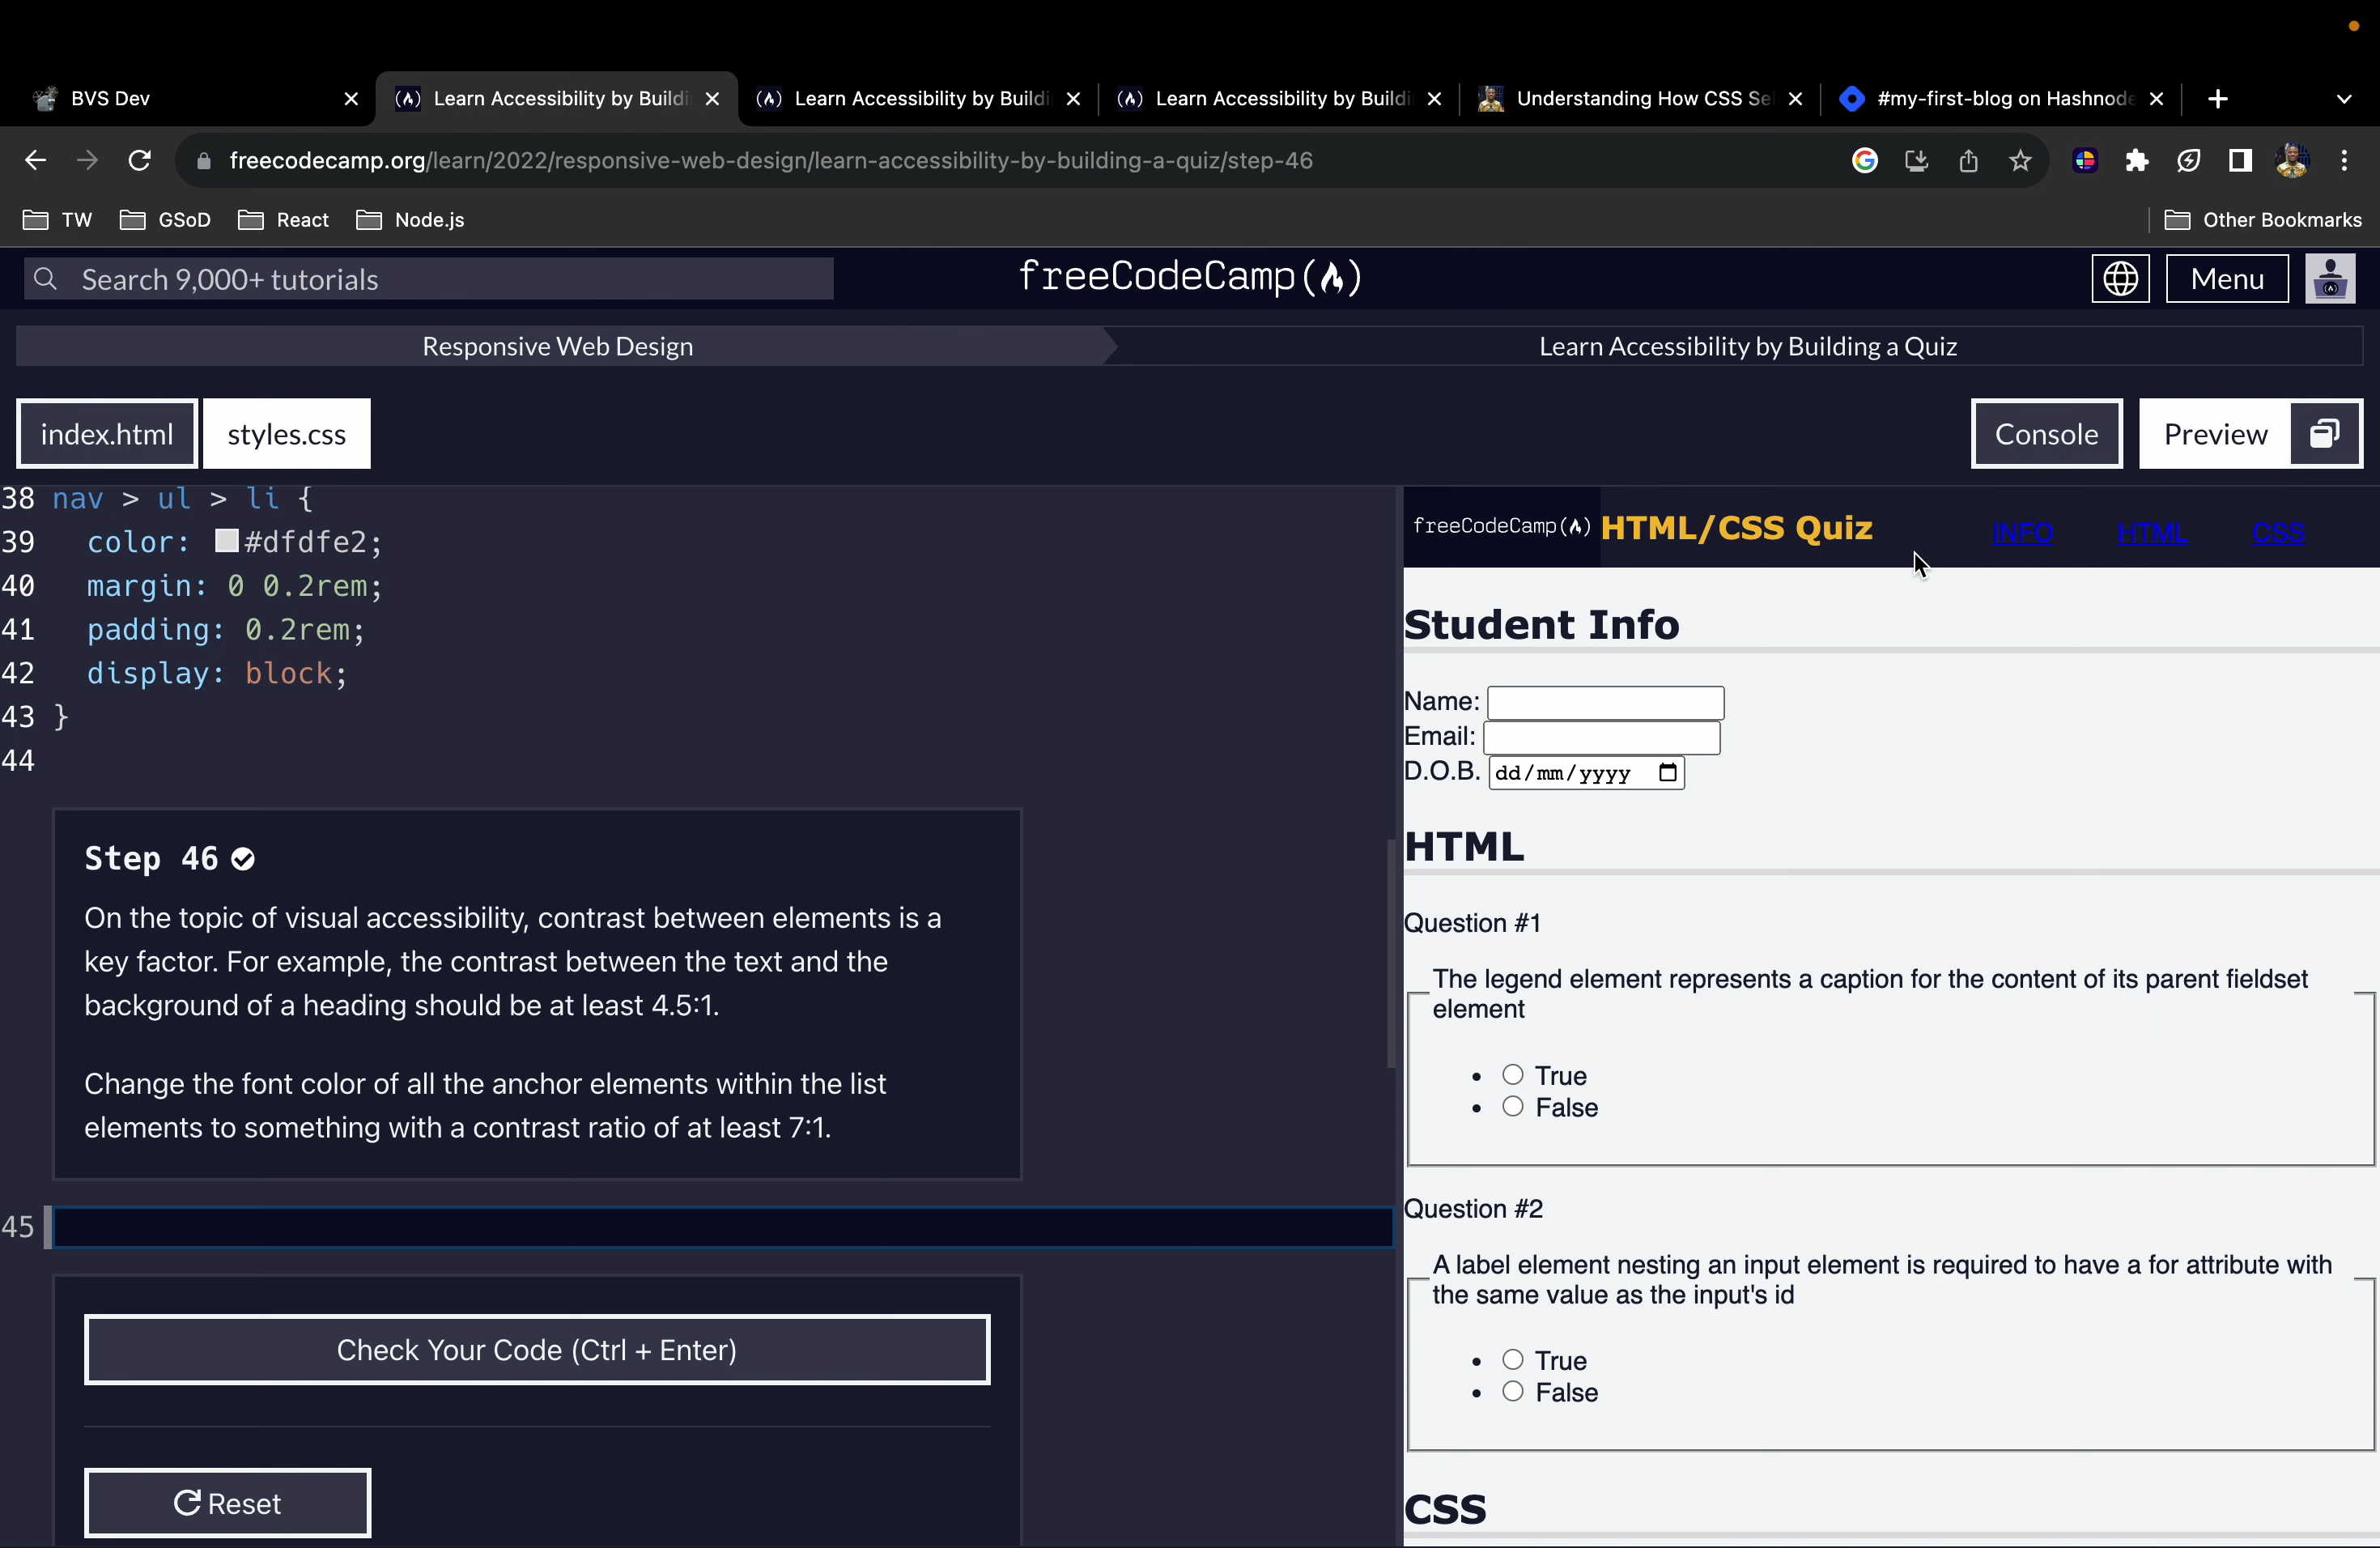 BVS Dev
Learn Accessibility by Buildi
Learn Accessibility by Buildi
Learn Accessibility by Buildi
Understanding How CSS Se
#my-first-blog on Hashnode
freecodecamp.org/learn/2022/responsive-web-design/learn-accessibility-by-building-a-quiz/step-46
TW
GSoD
React
Node.js
Other Bookmarks
Search 9,000+ tutorials
freeCodeCamp
Menu
Responsive Web Design
Learn Accessibility by Building a Quiz
index.html
styles.css
Console
Preview
38 nav > ul > li {
39 color: #dfdfe2;
40 margin: 0 0.2rem;
41 padding: 0.2rem;
42 display: block;
43 }
44
Step 46
On the topic of visual accessibility, contrast between elements is a
key factor. For example, the contrast between the text and the
background of a heading should be at least 4.5:1.
Change the font color of all the anchor elements within the list
elements to something with a contrast ratio of at least 7:1.
45
Check Your Code (Ctrl + Enter)
Reset
freeCodeCamp
HTML/CSS Quiz
INFO
HTML
CSS
Student Info
Name:
Email:
D.O.B. dd/mm/yyyy
HTML
Question #1
The legend element represents a caption for the content of its parent fieldset
element
True
False
Question #2
A label element nesting an input element is required to have a for attribute with
the same value as the input's id
True
False
CSS